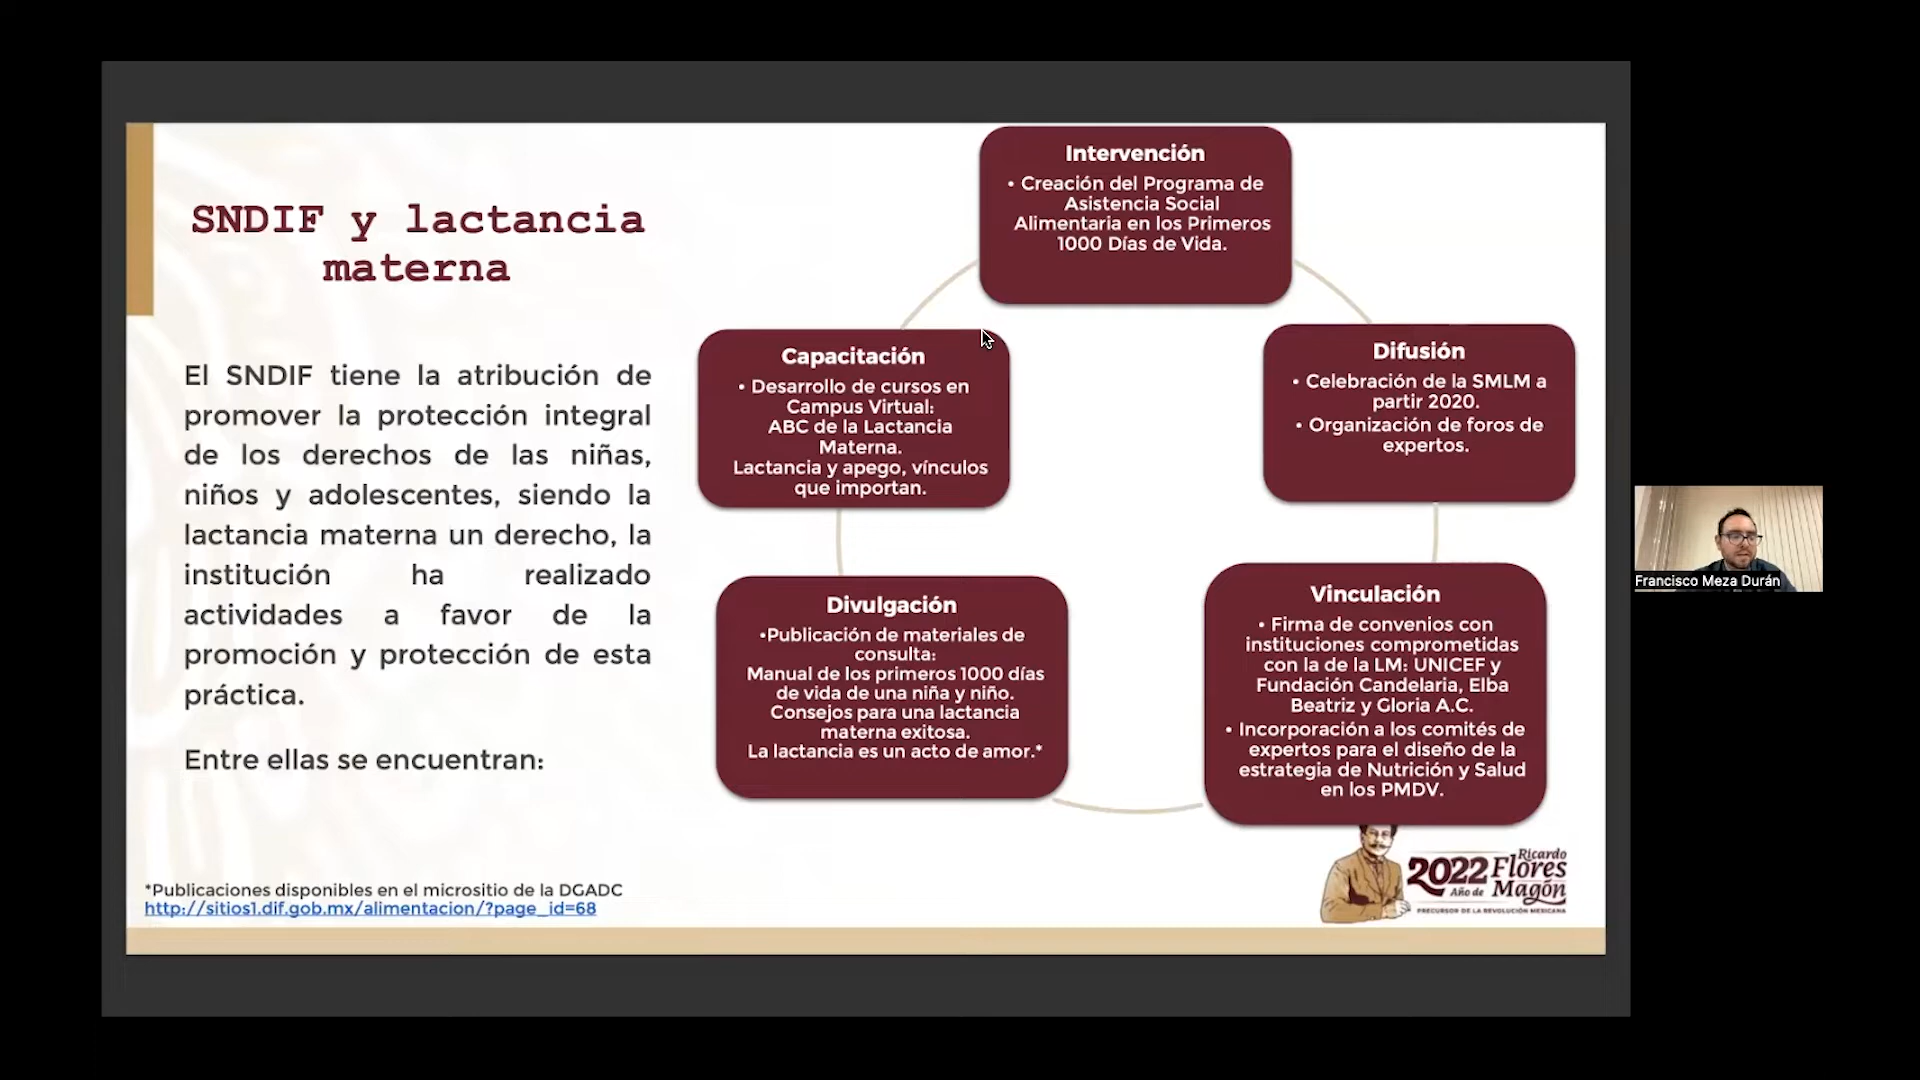 SNDIF y lactancia
materna
El SNDIF tiene la atribución de
promover la protección integral
de los derechos de las niñas,
niños y adolescentes, siendo la
lactancia materna un derecho, la
institución ha realizado
actividades a favor de la
promoción y protección de esta
práctica.
Entre ellas se encuentran:
*Publicaciones disponibles en el micrositio de la DGADC
http://sitios1.dif.gob.mx/alimentacion/?page_id=68
Intervención
• Creación del Programa de
Asistencia Social
Alimentaria en los Primeros
1000 Días de Vida.
Difusión
• Celebración de la SMLM a
partir 2020.
• Organización de foros de
expertos.
Vinculación
• Firma de convenios con
instituciones comprometidas
con la de la LM: UNICEF y
Fundación Candelaria, Elba
Beatriz y Gloria A.C.
• Incorporación a los comités de
expertos para el diseño de la
estrategia de Nutrición y Salud
en los PMDV.
Divulgación
•Publicación de materiales de
consulta:
Manual de los primeros 1000 días
de vida de una niña y niño.
Consejos para una lactancia
materna exitosa.
La lactancia es un acto de amor.*
Capacitación
• Desarrollo de cursos en
Campus Virtual:
ABC de la Lactancia
Materna.
Lactancia y apego, vínculos
que importan.
2022 Ricardo
Flores
Año de Magón
PRECURSOR DE LA REVOLUCIÓN MEXICANA
Francisco Meza Durán